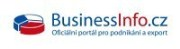 BusinessInfo.cz
Oficiální portál pro podnikání a export